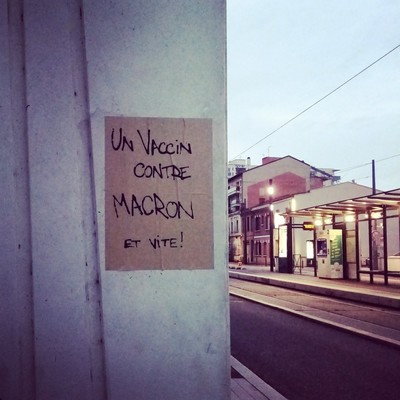 UN VACCIN
CONTRE
MACRON
ET VITE!